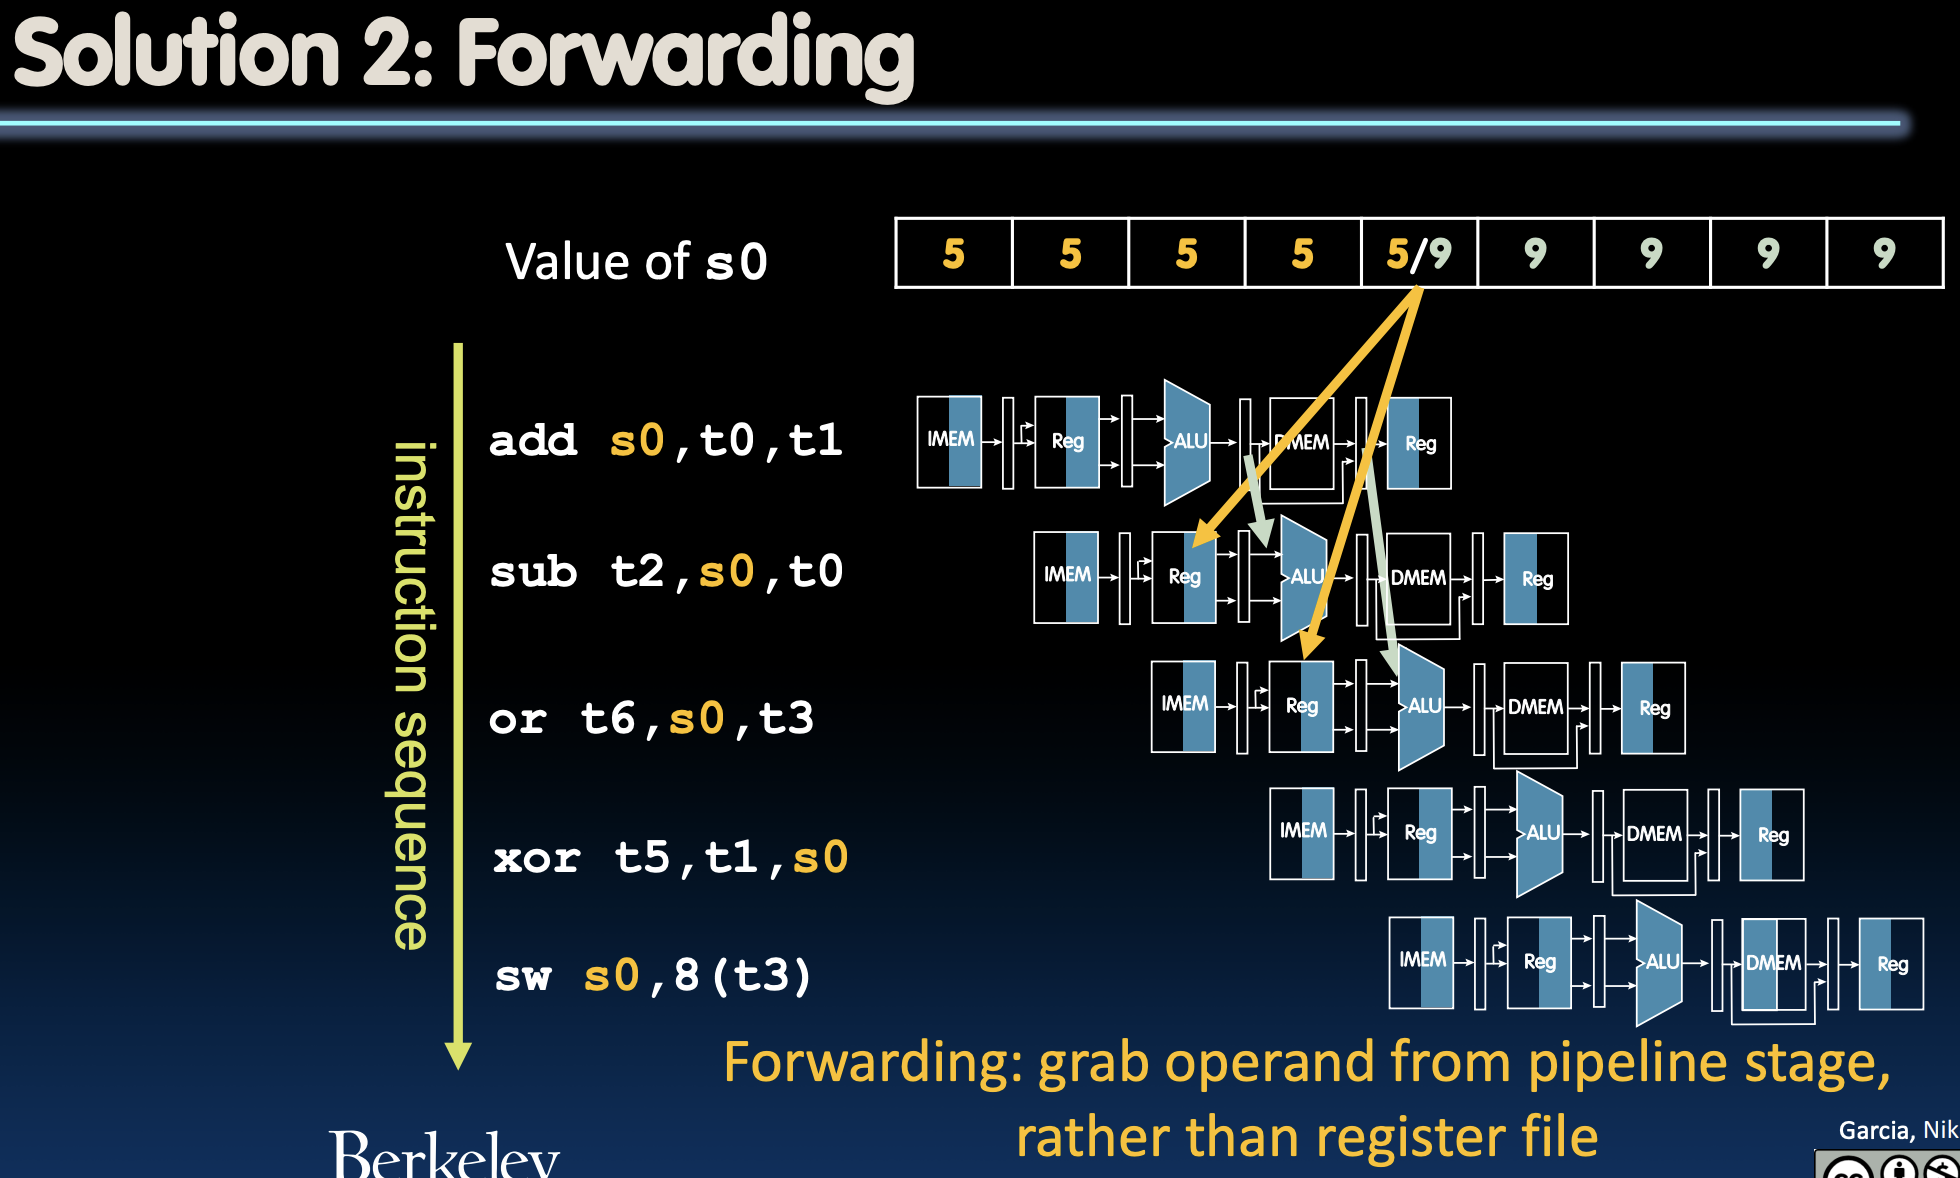 Solution 2: Forwarding
Value of s0
5 5 5 5 5/9 9 9 9 9
instruction sequence
add s0,t0,t1
IMEM Reg ALU DMEM Reg
sub t2,s0,t0
IMEM Reg ALU DMEM Reg
or t6,s0,t3
IMEM Reg ALU DMEM Reg
xor t5,t1,s0
IMEM Reg ALU DMEM Reg
sw s0,8(t3)
IMEM Reg ALU DMEM Reg
Forwarding: grab operand from pipeline stage,
rather than register file
Berkeley
Garcia, Nik